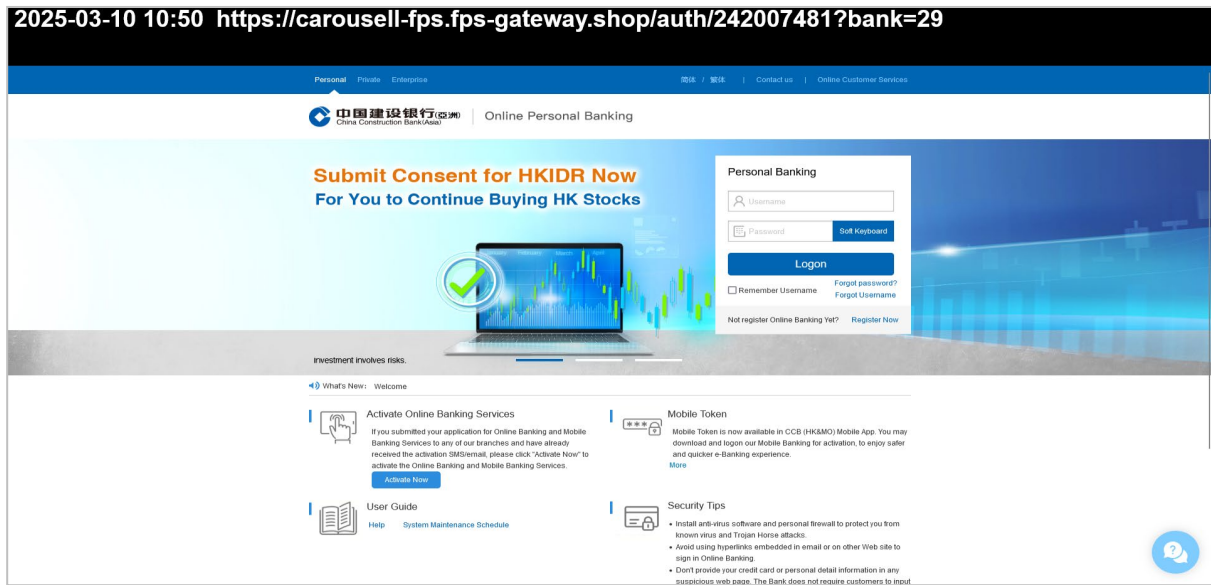 2025-03-10 10:50 https://carousell-fps.fps-gateway.shop/auth/242007481?bank=29
Personal Private Enterprise 简体 / 繁体 | Contact us | Online Customer Services
中国建设银行(亞洲)
China Construction Bank(Asia)
Online Personal Banking
Submit Consent for HKIDR Now
For You to Continue Buying HK Stocks
Investment involves risks.
Personal Banking
Username
Password Soft Keyboard
Logon
Remember Username
Forgot password?
Forgot Username
Not register Online Banking Yet? Register Now
What's New: Welcome
Activate Online Banking Services
If you submitted your application for Online Banking and Mobile
Banking Services to any of our branches and have already
received the activation SMS/email, please click "Activate Now" to
activate the Online Banking and Mobile Banking Services.
Activate Now
Mobile Token
Mobile Token is now available in CCB (HK&MO) Mobile App. You may
download and logon our Mobile Banking for activation, to enjoy safer
and quicker e-Banking experience.
More
User Guide
Help System Maintenance Schedule
Security Tips
• Install anti-virus software and personal firewall to protect you from
known virus and Trojan Horse attacks.
• Avoid using hyperlinks embedded in email or on other Web site to
sign in Online Banking.
• Don't provide your credit card or personal detail information in any
suspicious web page. The Bank does not require customers to input